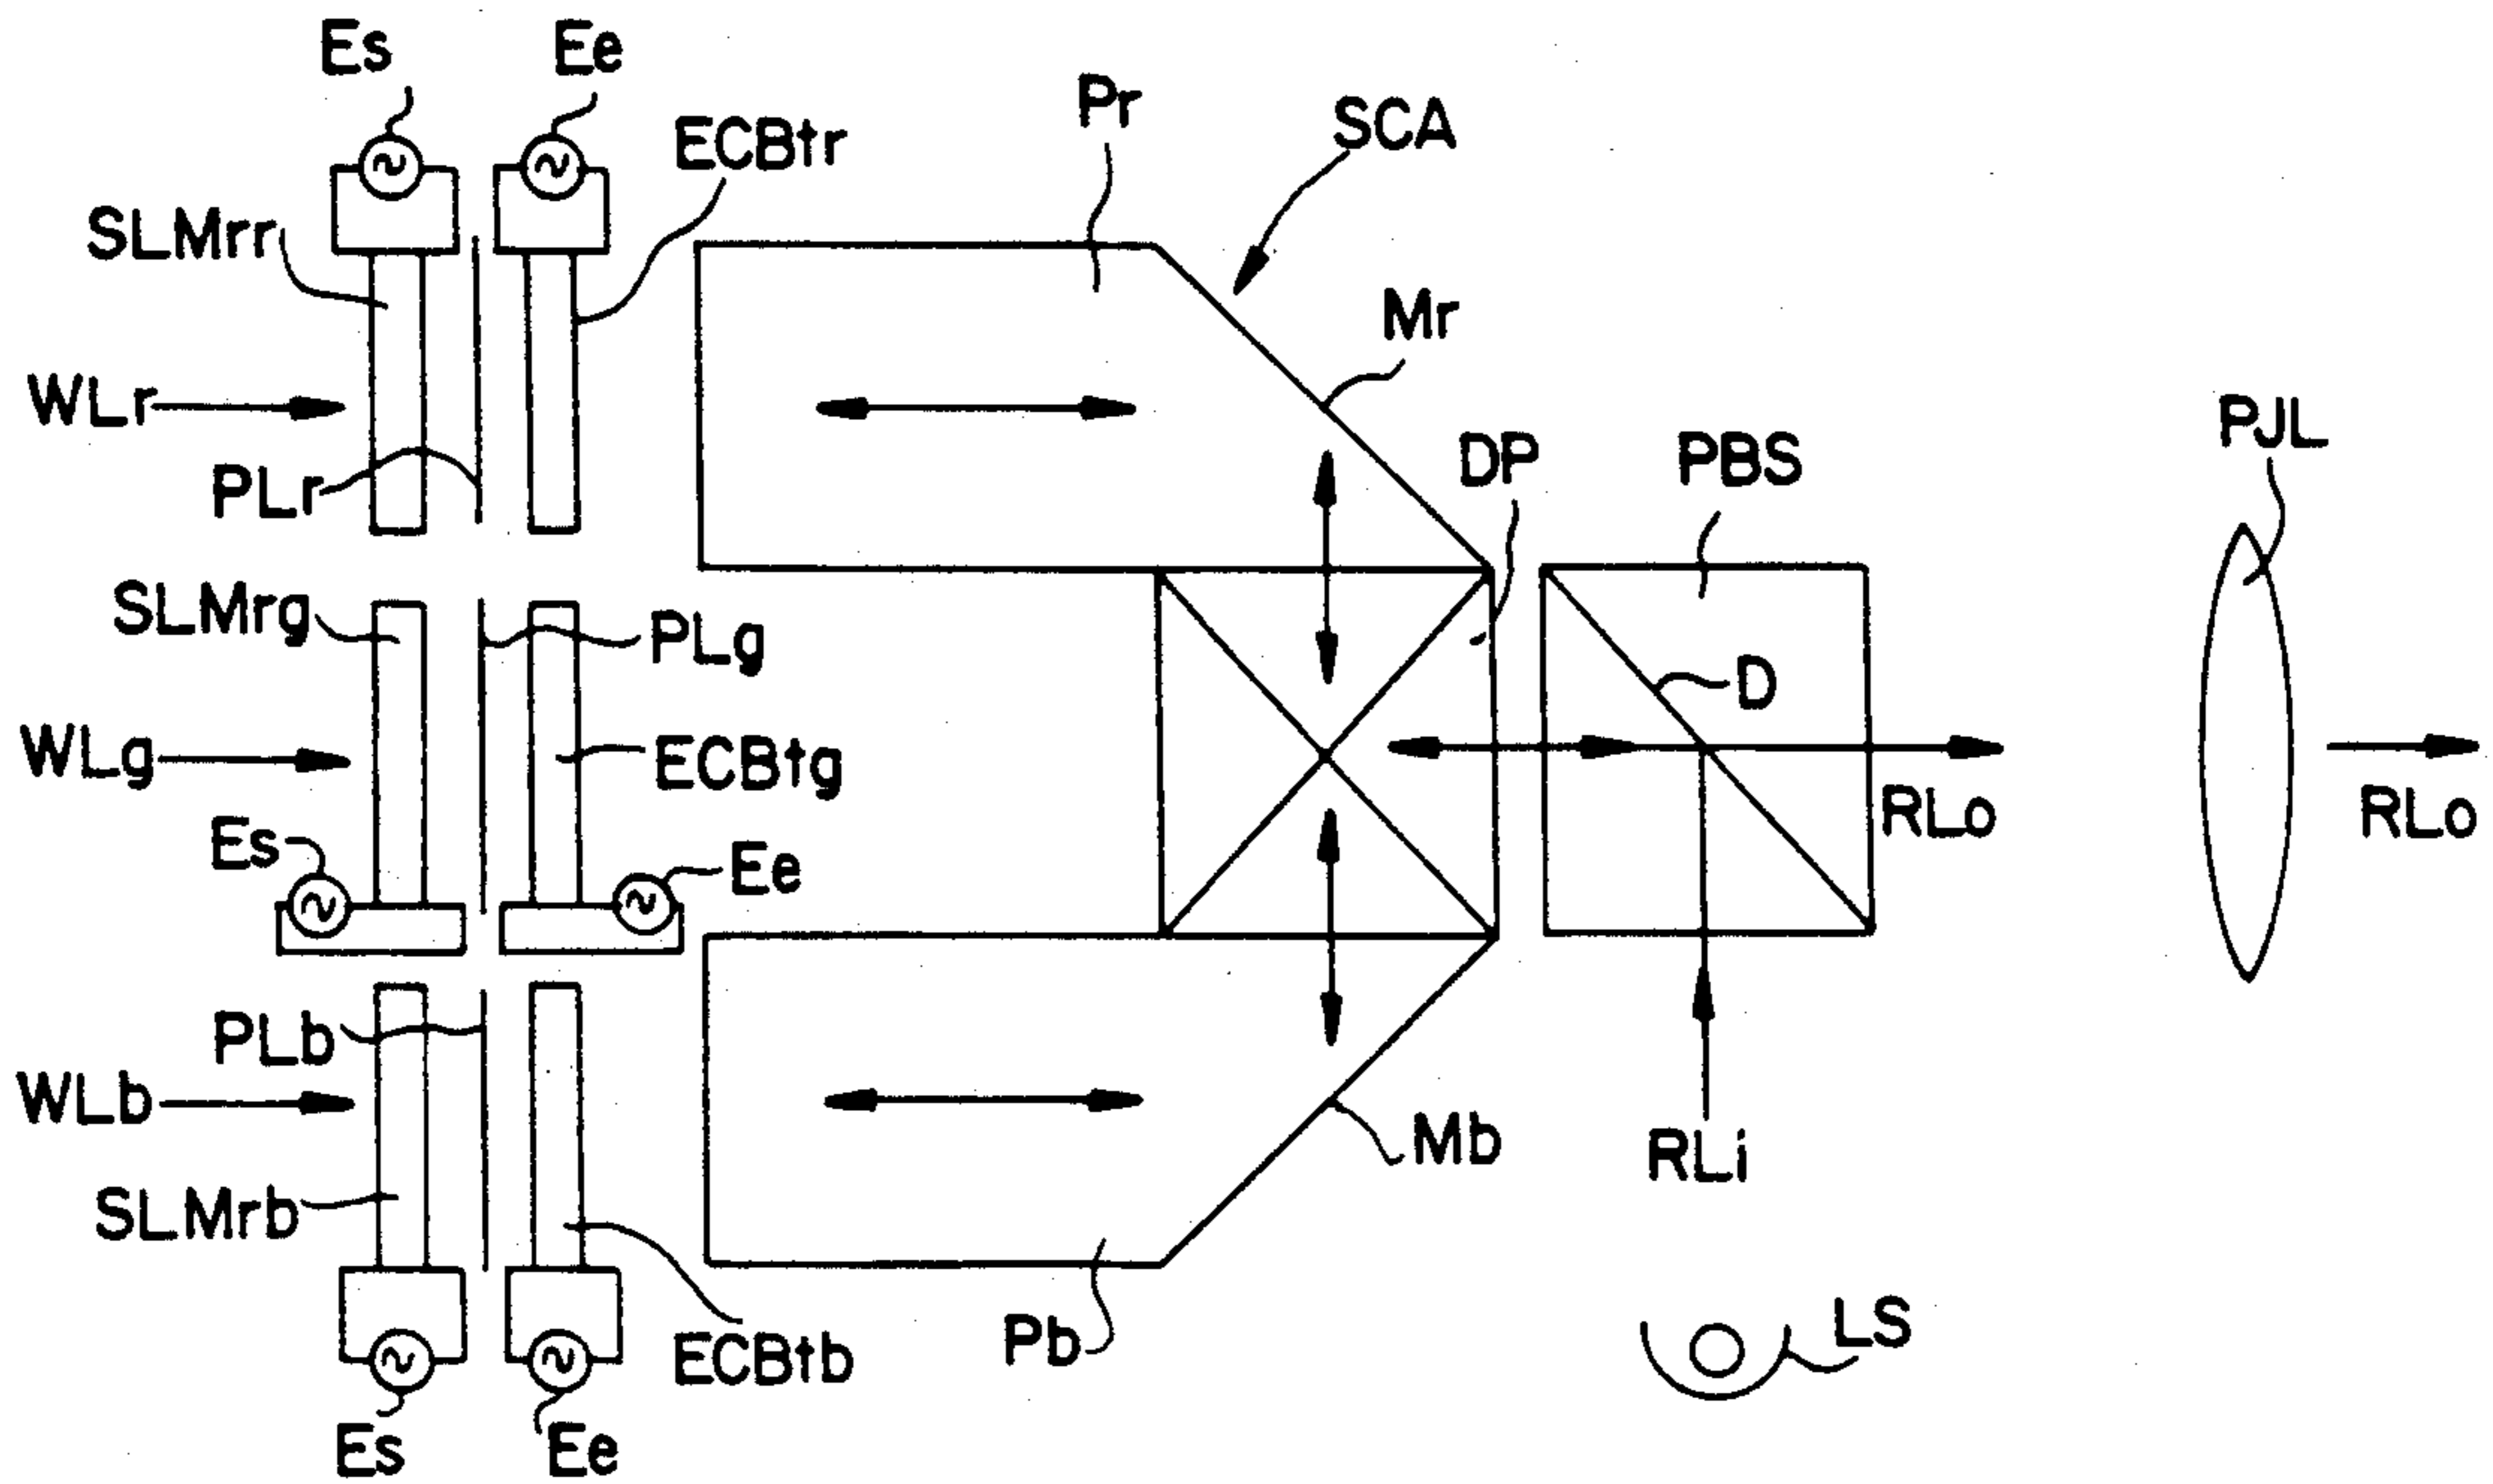 Es
Ee
Pr
SCA
ECBtr
SLMrr
Mr
WLr
PJL
DP
PBS
PLr
SLMrg
PLg
D
WLg
ECBtg
RLo
RLo
Es
Ee
PLb
WLb
Mb
RLi
SLMrb
LS
Pb
ECBtb
Es
Ee